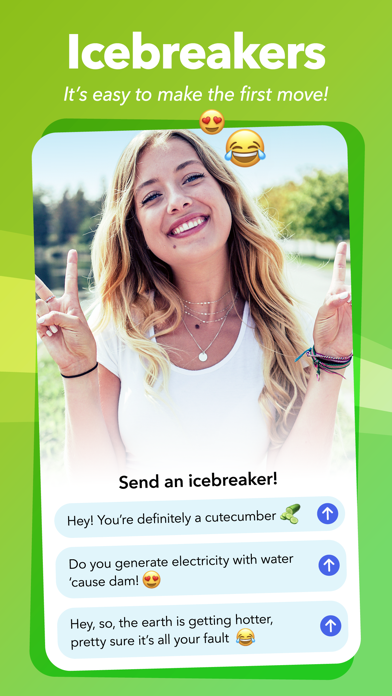 Icebreakers
It’s easy to make the first move!
Send an icebreaker!
Hey! You’re definitely a cutecumber 🥒
Do you generate electricity with water
‘cause dam! 😍
Hey, so, the earth is getting hotter,
pretty sure it’s all your fault 😂